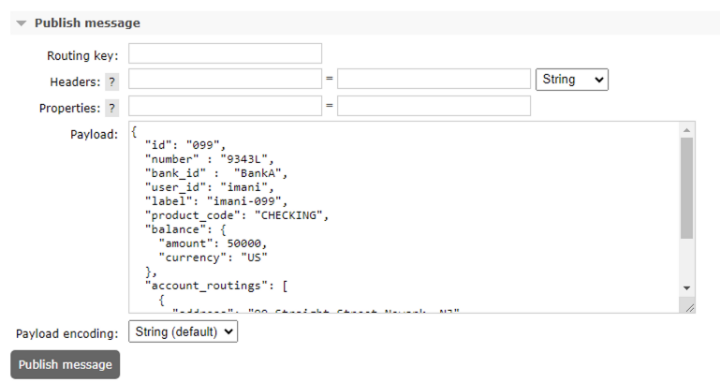 Publish message
Routing key:
Headers: ? = String
Properties: ? =
Payload: {
"id": "099",
"number" : "9343L",
"bank_id" :  "BankA",
"user_id": "imani",
"label": "imani-099",
"product_code": "CHECKING",
"balance": {
"amount": 50000,
"currency": "US"
},
"account_routings": [
{
Payload encoding: String (default)
Publish message